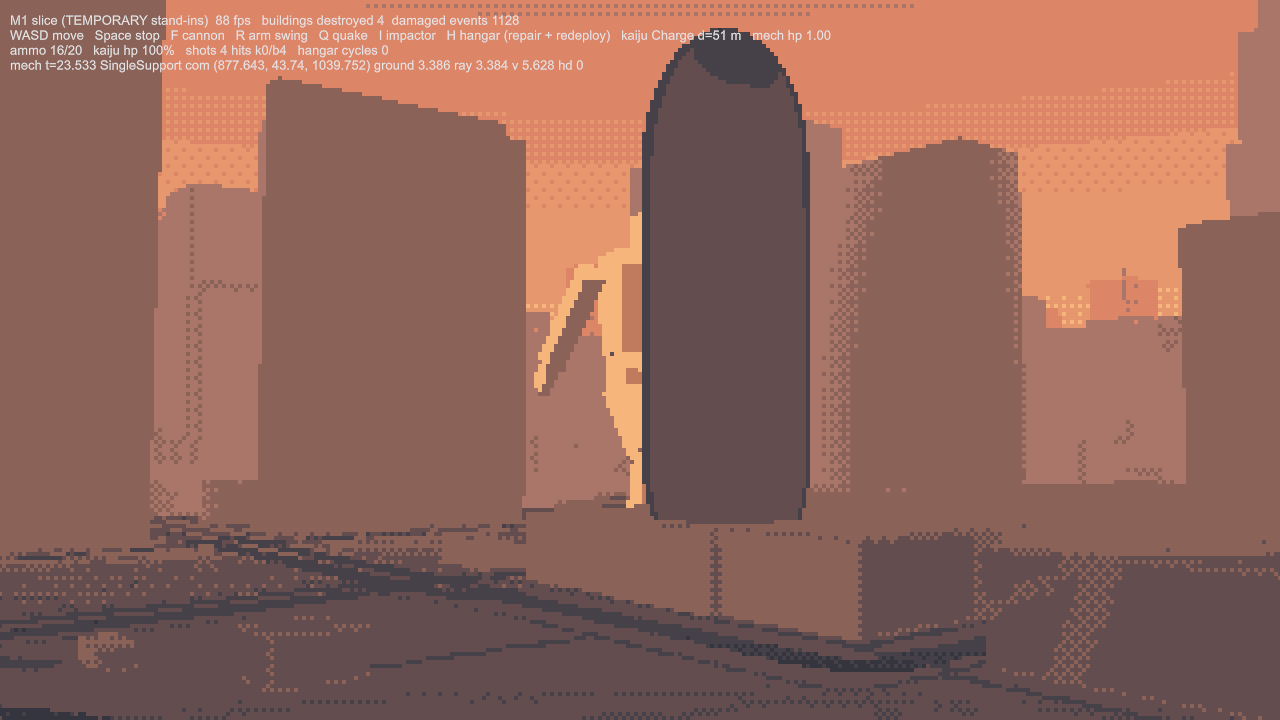 M1 slice (TEMPORARY stand-ins)  88 fps   buildings destroyed 4  damaged events 1128
WASD move   Space stop   F cannon   R arm swing   Q quake   I impactor   H hangar (repair + redeploy)   kaiju Charge d=51 m   mech hp 1.00
ammo 16/20   kaiju hp 100%   shots 4 hits k0/b4   hangar cycles 0
mech t=23.533 SingleSupport com (877.643, 43.74, 1039.752) ground 3.386 ray 3.384 v 5.628 hd 0